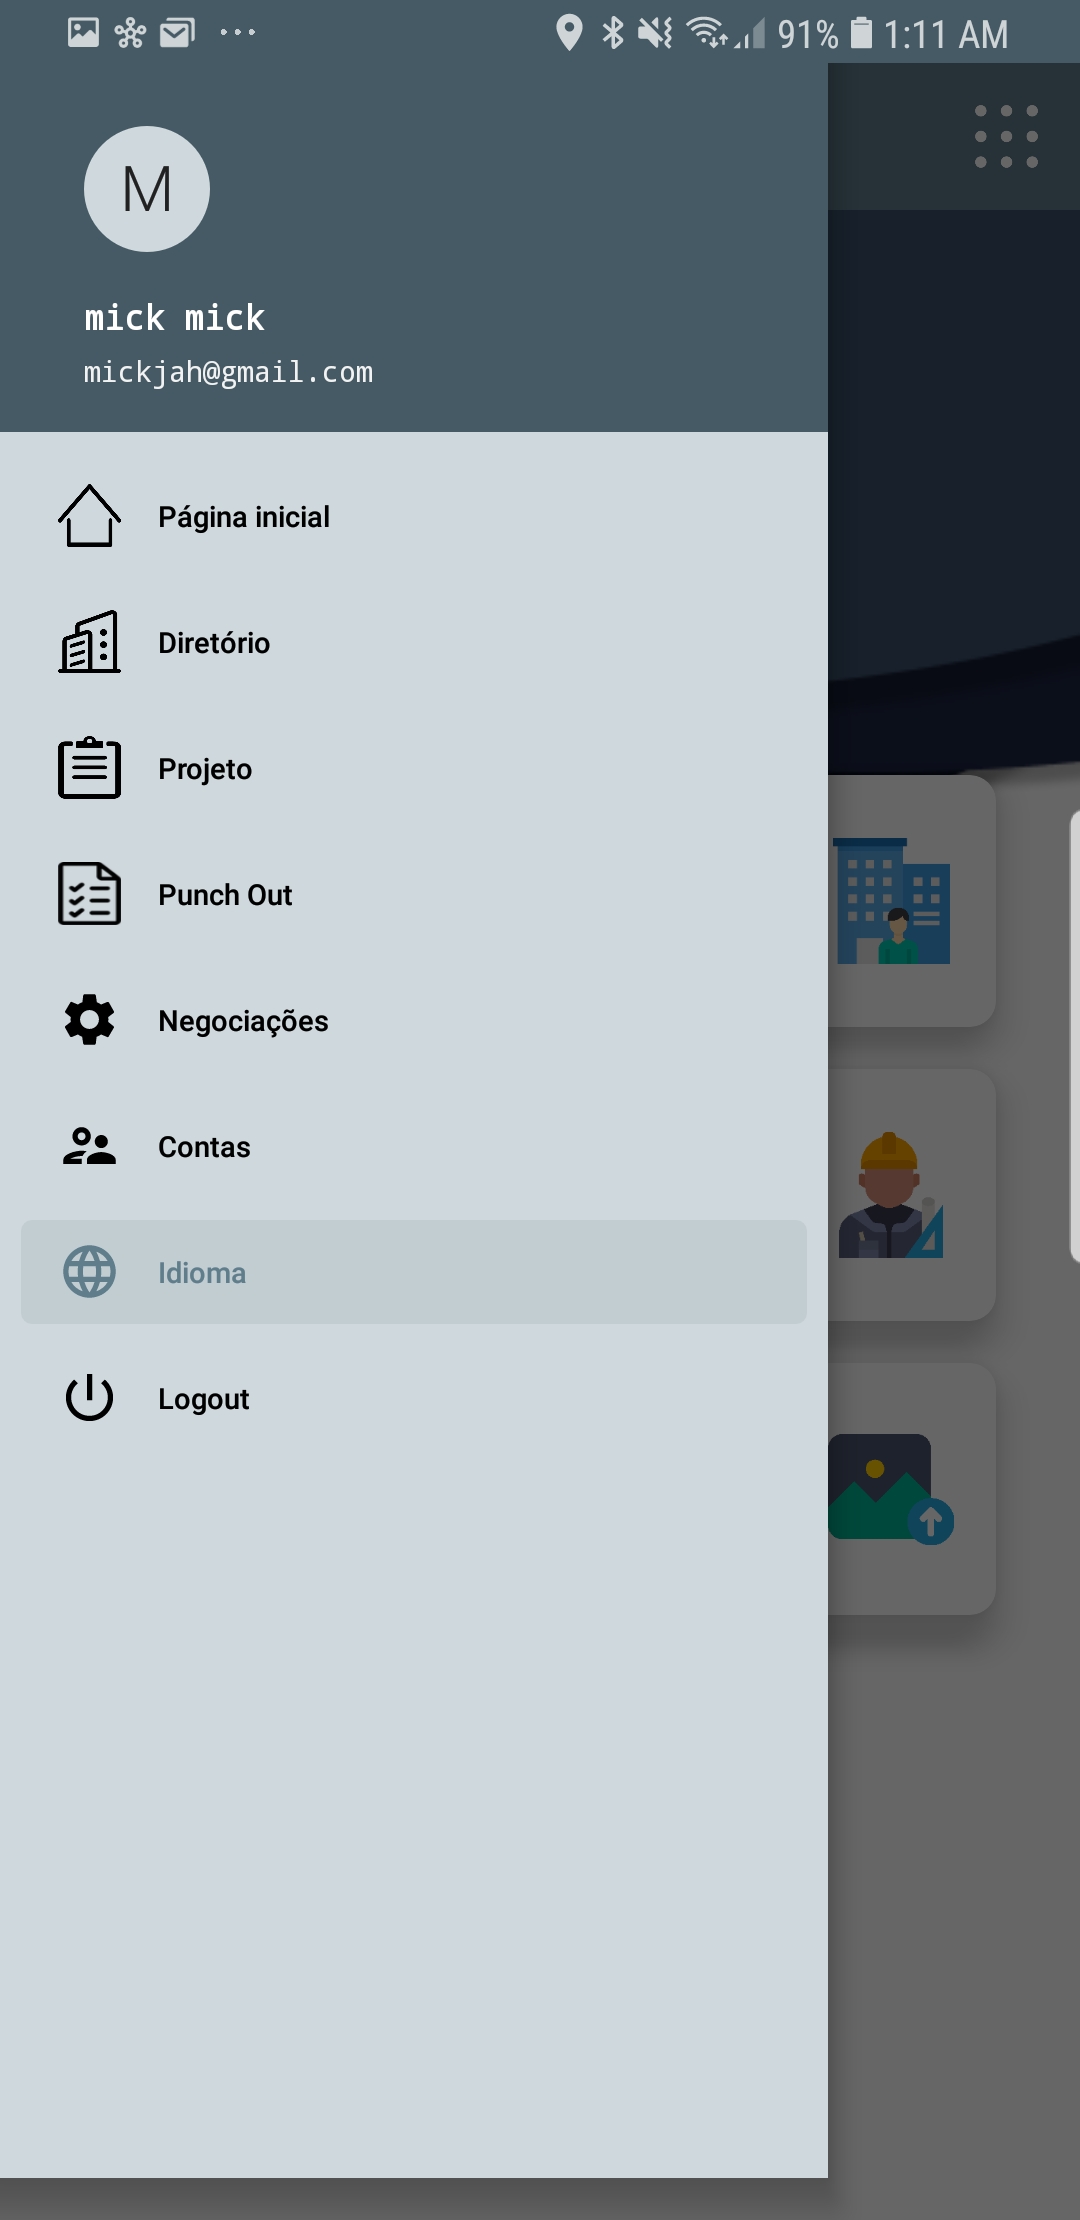 91% 1:11 AM
M
mick mick
mickjah@gmail.com
Página inicial
Diretório
Projeto
Punch Out
Negociações
Contas
Idioma
Logout